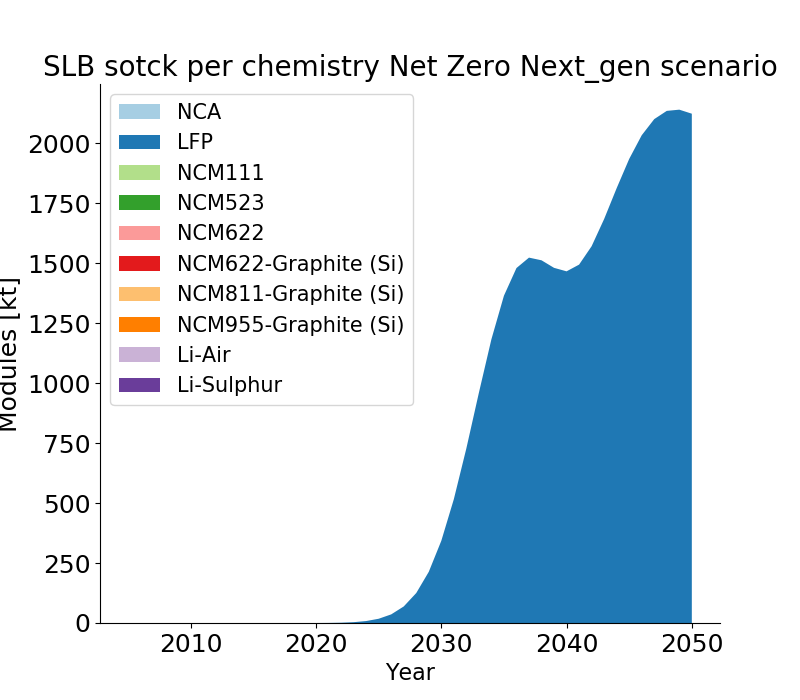 SLB sotck per chemistry Net Zero Next_gen scenario
NCA
LFP
NCM111
NCM523
NCM622
NCM622-Graphite (Si)
NCM811-Graphite (Si)
NCM955-Graphite (Si)
Li-Air
Li-Sulphur
Modules [kt]
2000
1750
1500
1250
1000
750
500
250
0
2010
2020
2030
2040
2050
Year